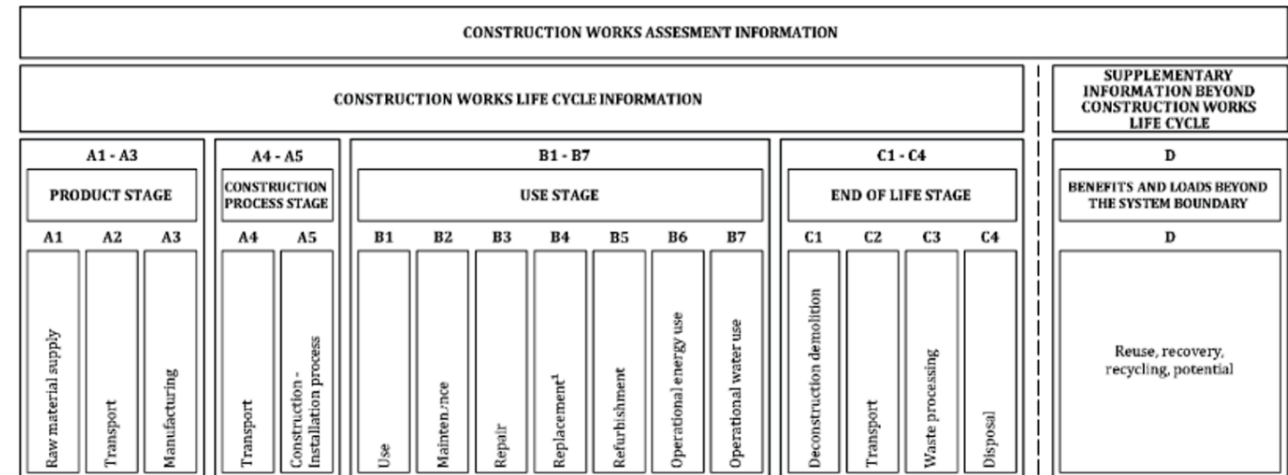 CONSTRUCTION WORKS ASSESMENT INFORMATION
CONSTRUCTION WORKS LIFE CYCLE INFORMATION
SUPPLEMENTARY
INFORMATION BEYOND
CONSTRUCTION WORKS
LIFE CYCLE
A1 - A3
A4 - A5
B1 - B7
C1 - C4
D
PRODUCT STAGE
CONSTRUCTION
PROCESS STAGE
USE STAGE
END OF LIFE STAGE
BENEFITS AND LOADS BEYOND
THE SYSTEM BOUNDARY
A1
A2
A3
A4
A5
B1
B2
B3
B4
B5
B6
B7
C1
C2
C3
C4
D
Raw material supply
Transport
Manufacturing
Transport
Construction -
Installation process
Use
Maintenance
Repair
Replacement¹
Refurbishment
Operational energy use
Operational water use
Deconstruction demolition
Transport
Waste processing
Disposal
Reuse, recovery,
recycling, potential